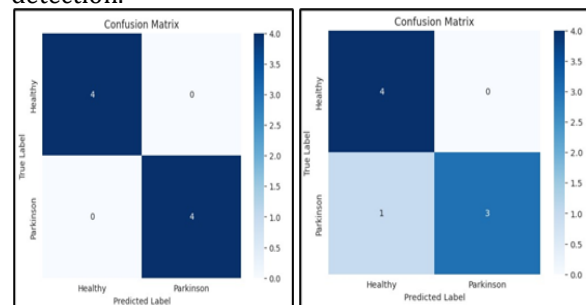 detection.
Confusion Matrix
Healthy
4
0
4.0
3.5
3.0
2.5
2.0
1.5
1.0
0.5
0.0
True Label
Parkinson
0
4
Healthy
Parkinson
Predicted Label
Confusion Matrix
Healthy
4
0
4.0
3.5
3.0
2.5
2.0
1.5
1.0
0.5
0.0
True Label
Parkinson
1
3
Healthy
Parkinson
Predicted Label